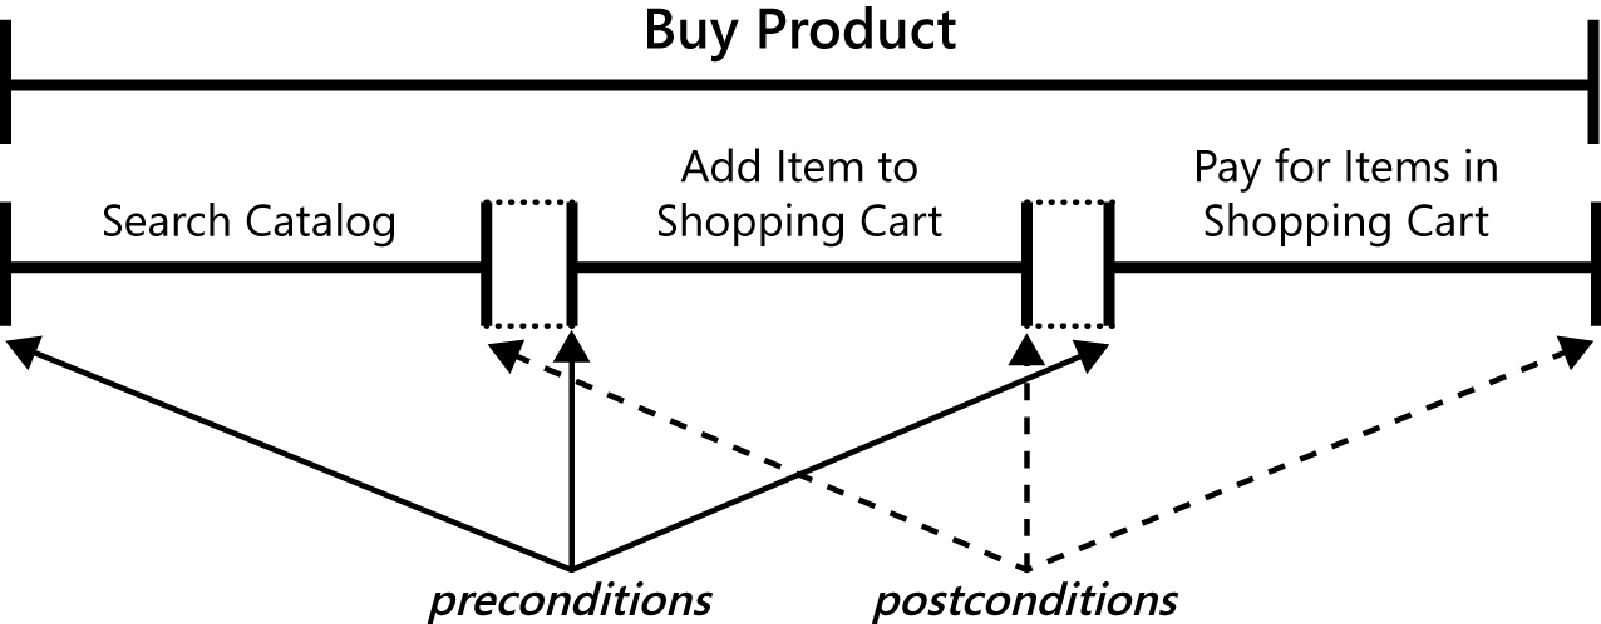 Buy Product
Search Catalog
Add Item to
Shopping Cart
Pay for Items in
Shopping Cart
preconditions
postconditions